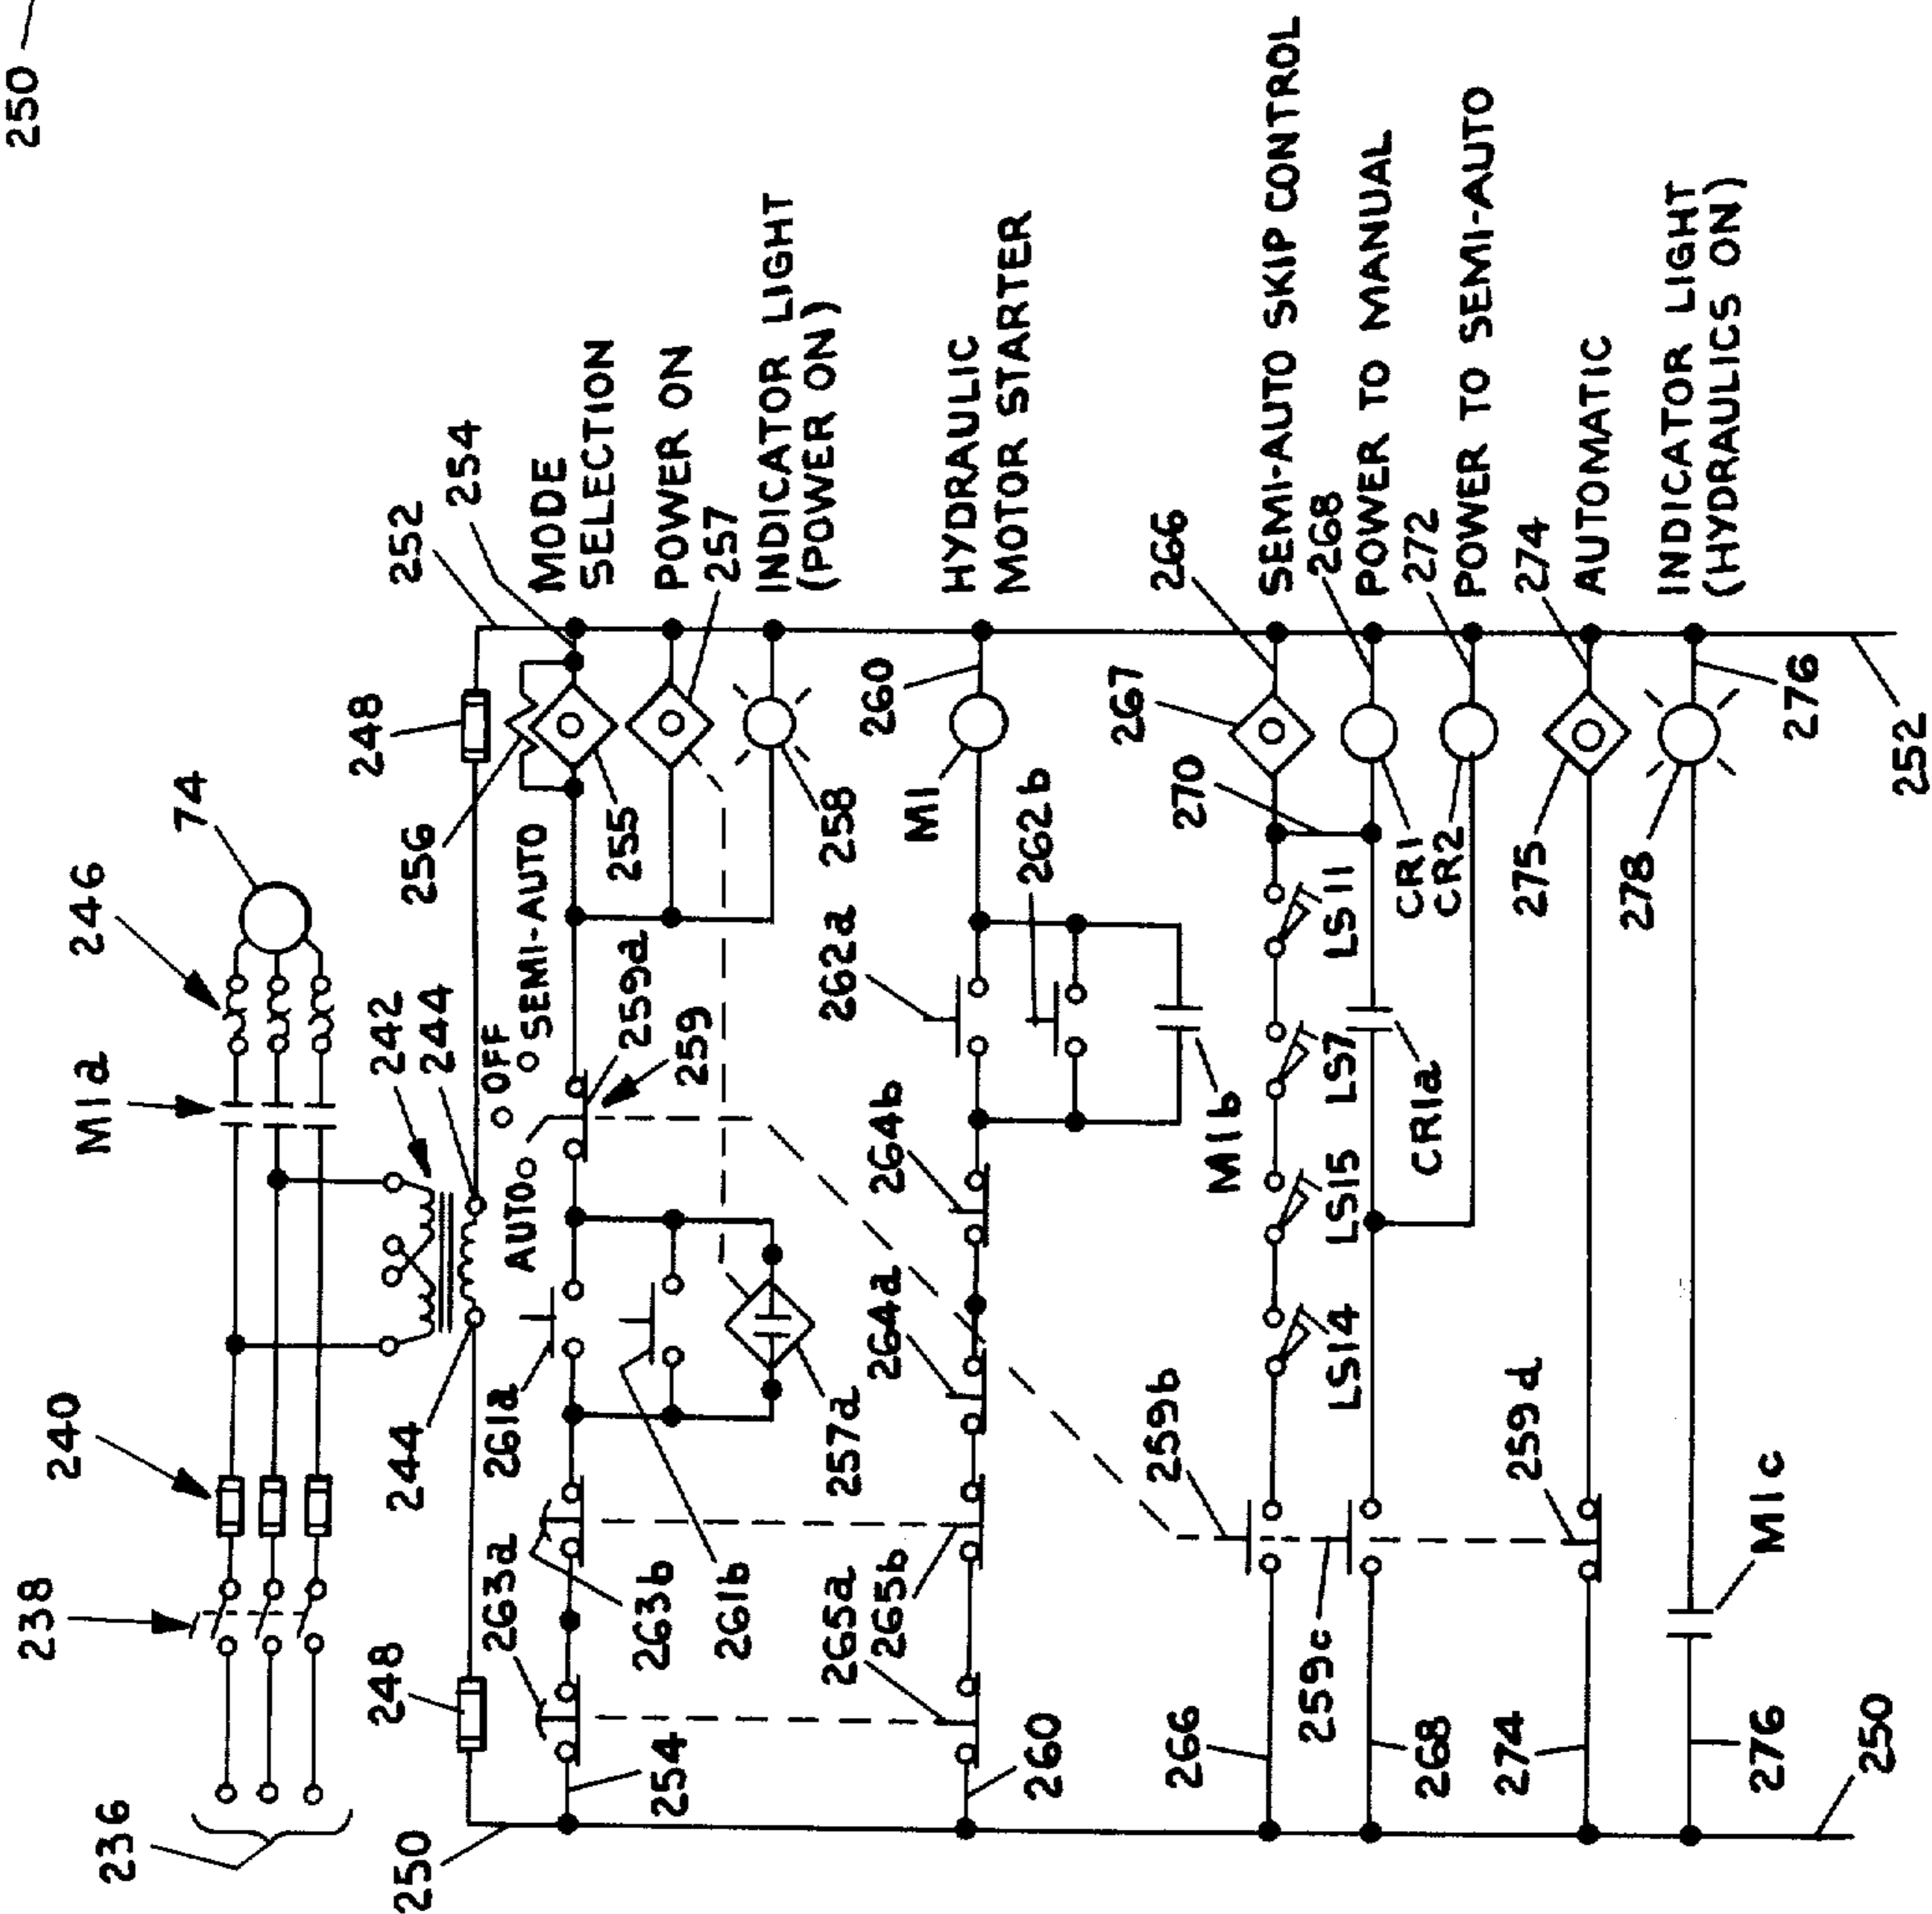 250
236
238
240
M1a
246
74
242
244
244
248
248
250
252
254
AUTO
OFF
SEMI-AUTO
256
255
MODE
SELECTION
259a
259
263a
261a
254
263b
261b
257a
258
POWER ON
257
INDICATOR LIGHT
(POWER ON)
265a
265b
264a
264b
262a
262b
M1
260
HYDRAULIC
MOTOR STARTER
260
M1b
266
259b
LS14
LS15
LS7
LS11
270
267
266
SEMI-AUTO SKIP CONTROL
259c
268
CR1a
CR1
268
POWER TO MANUAL
CR2
272
POWER TO SEMI-AUTO
274
259d
275
274
AUTOMATIC
276
M1c
278
276
INDICATOR LIGHT
(HYDRAULICS ON)
250
252